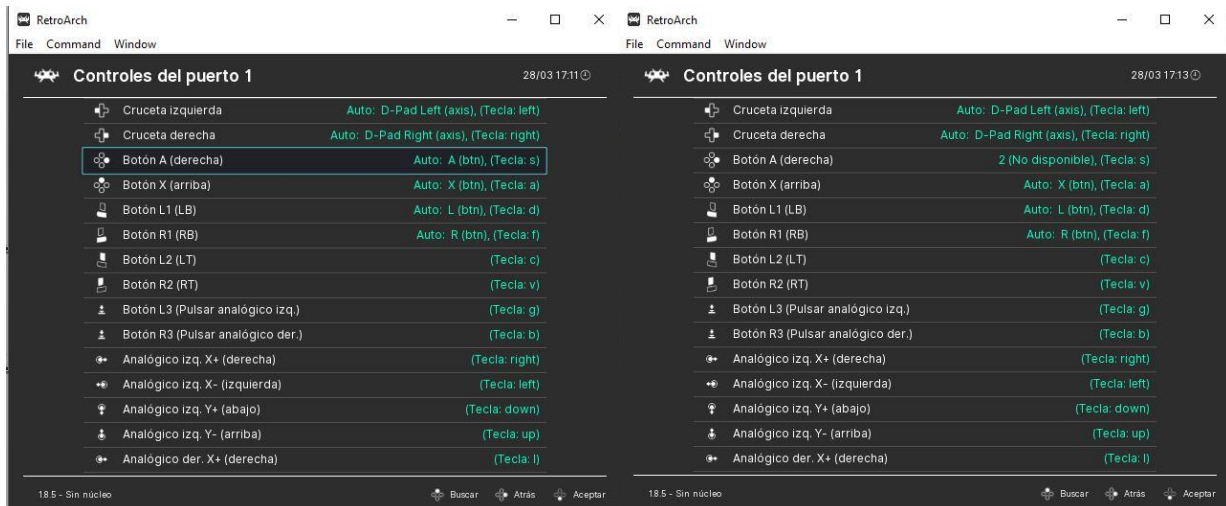 RetroArch
File Command Window
Controles del puerto 1 28/03 17:11
Cruceta izquierda Auto: D-Pad Left (axis), (Tecla: left)
Cruceta derecha Auto: D-Pad Right (axis), (Tecla: right)
Botón A (derecha) Auto: A (btn), (Tecla: s)
Botón X (arriba) Auto: X (btn), (Tecla: a)
Botón L1 (LB) Auto: L (btn), (Tecla: d)
Botón R1 (RB) Auto: R (btn), (Tecla: f)
Botón L2 (LT) (Tecla: c)
Botón R2 (RT) (Tecla: v)
Botón L3 (Pulsar analógico izq.) (Tecla: g)
Botón R3 (Pulsar analógico der.) (Tecla: b)
Analógico izq. X+ (derecha) (Tecla: right)
Analógico izq. X- (izquierda) (Tecla: left)
Analógico izq. Y+ (abajo) (Tecla: down)
Analógico izq. Y- (arriba) (Tecla: up)
Analógico der. X+ (derecha) (Tecla: l)
1.8.5 - Sin núcleo Buscar Atrás Aceptar
RetroArch
File Command Window
Controles del puerto 1 28/03 17:13
Cruceta izquierda Auto: D-Pad Left (axis), (Tecla: left)
Cruceta derecha Auto: D-Pad Right (axis), (Tecla: right)
Botón A (derecha) 2 (No disponible), (Tecla: s)
Botón X (arriba) Auto: X (btn), (Tecla: a)
Botón L1 (LB) Auto: L (btn), (Tecla: d)
Botón R1 (RB) Auto: R (btn), (Tecla: f)
Botón L2 (LT) (Tecla: c)
Botón R2 (RT) (Tecla: v)
Botón L3 (Pulsar analógico izq.) (Tecla: g)
Botón R3 (Pulsar analógico der.) (Tecla: b)
Analógico izq. X+ (derecha) (Tecla: right)
Analógico izq. X- (izquierda) (Tecla: left)
Analógico izq. Y+ (abajo) (Tecla: down)
Analógico izq. Y- (arriba) (Tecla: up)
Analógico der. X+ (derecha) (Tecla: l)
1.8.5 - Sin núcleo Buscar Atrás Aceptar